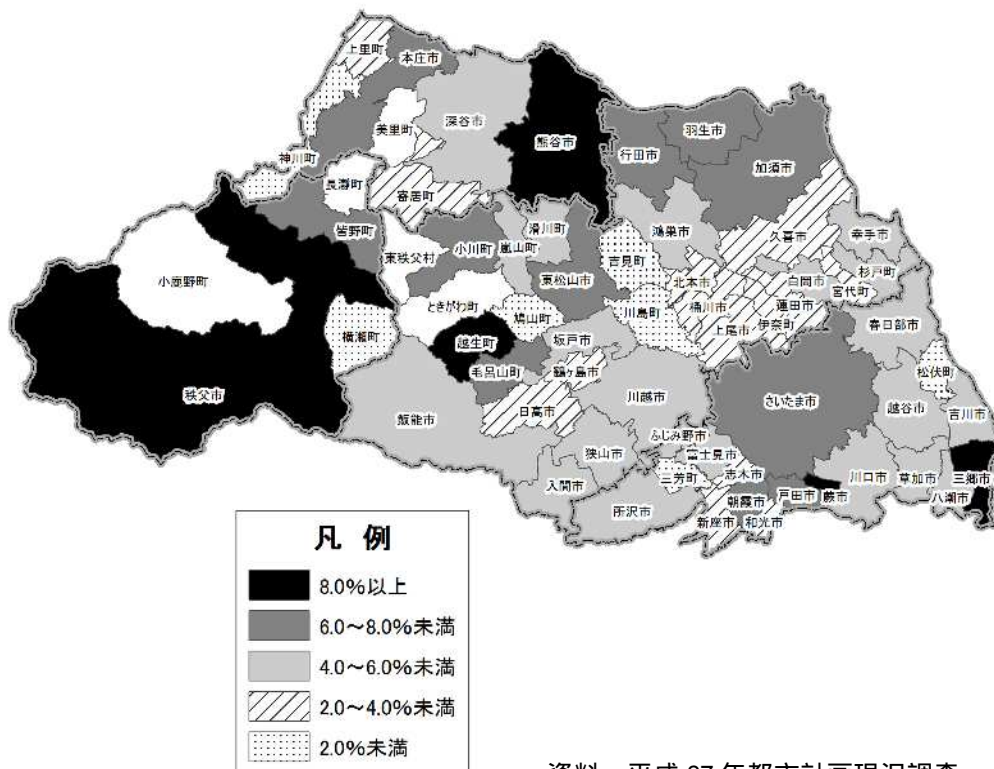 上里町
本庄市
深谷市
熊谷市
美里町
神川町
長瀞町
寄居町
皆野町
行田市
羽生市
加須市
鴻巣市
久喜市
幸手市
小川町
嵐山町
滑川町
東秩父村
東松山市
吉見町
北本市
白岡市
杉戸町
宮代町
小鹿野町
ときがわ町
鳩山町
川島町
桶川市
蓮田市
上尾市
伊奈町
春日部市
横瀬町
越生町
坂戸市
毛呂山町
鶴ヶ島市
松伏町
秩父市
飯能市
日高市
川越市
さいたま市
越谷市
吉川市
狭山市
ふじみ野市
富士見市
入間市
三芳町
志木市
川口市
草加市
三郷市
八潮市
所沢市
朝霞市
戸田市
蕨市
新座市
和光市
凡 例
8.0%以上
6.0～8.0%未満
4.0～6.0%未満
2.0～4.0%未満
2.0%未満